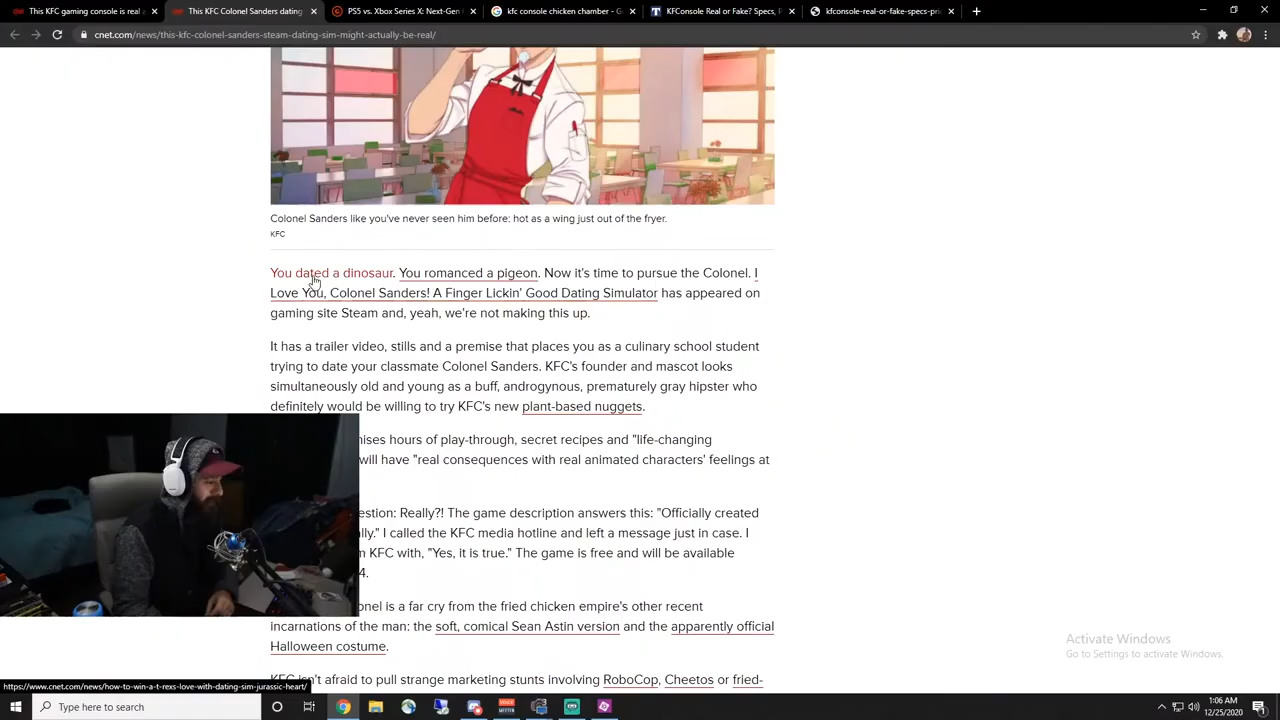 This KFC gaming console is real a
This KFC Colonel Sanders dating
PS5 vs. Xbox Series X: Next-Gen
kfc console chicken chamber - G
KFConsole Real or Fake? Specs, P
kfconsole-real-or-fake-specs-pri
cnet.com/news/this-kfc-colonel-sanders-steam-dating-sim-might-actually-be-real/
Colonel Sanders like you've never seen him before: hot as a wing just out of the fryer.
KFC
You dated a dinosaur. You romanced a pigeon. Now it's time to pursue the Colonel. I
Love You, Colonel Sanders! A Finger Lickin' Good Dating Simulator has appeared on
gaming site Steam and, yeah, we're not making this up.
It has a trailer video, stills and a premise that places you as a culinary school student
trying to date your classmate Colonel Sanders. KFC's founder and mascot looks
simultaneously old and young as a buff, androgynous, prematurely gray hipster who
definitely would be willing to try KFC's new plant-based nuggets.
ises hours of play-through, secret recipes and "life-changing
will have "real consequences with real animated characters' feelings at
estion: Really?! The game description answers this: "Officially created
lly." I called the KFC media hotline and left a message just in case. I
m KFC with, "Yes, it is true." The game is free and will be available
4.
onel is a far cry from the fried chicken empire's other recent
incarnations of the man: the soft, comical Sean Astin version and the apparently official
Halloween costume.
KFC isn't afraid to pull strange marketing stunts involving RoboCop, Cheetos or fried-
Activate Windows
Go to Settings to activate Windows.
https://www.cnet.com/news/how-to-win-a-t-rexs-love-with-dating-sim-jurassic-heart/
Type here to search
1:06 AM
12/25/2020